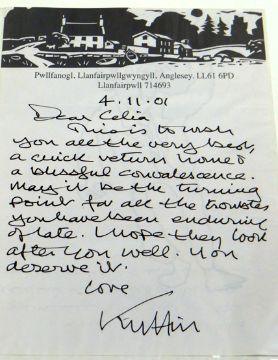 Pwllfanogl, Llanfairpwllgwyngyll, Anglesey. LL61 6PD
Llanfairpwll 714693
4.11.01
Dear Celia
This is to wish
you all the very best,
a quick return home &
a blissful convalescence.
May it be the turning
point for all the troubles
you have been enduring
of late. I hope they look
after you well. You
deserve it.
Love
Kyffin